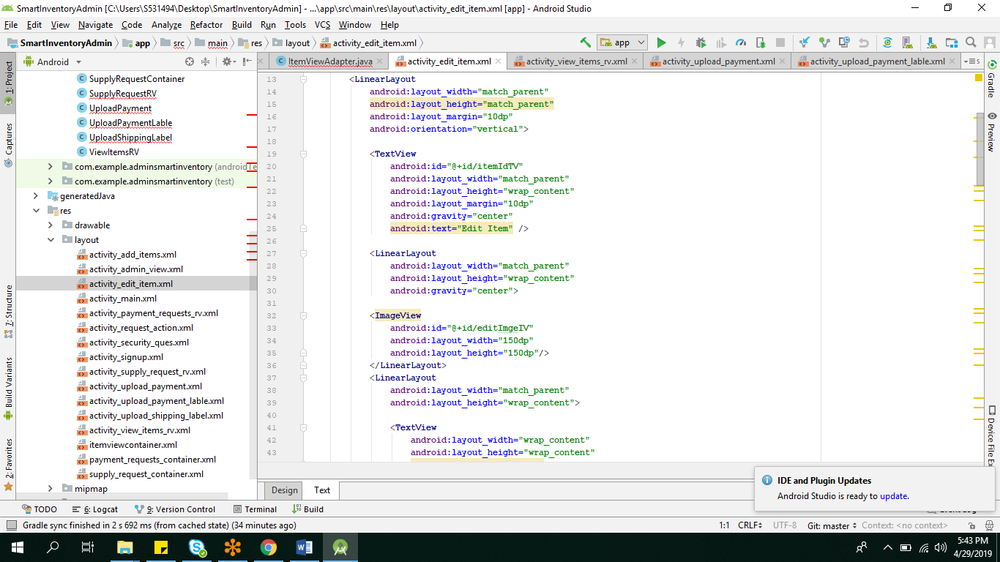 SmartInventoryAdmin [C:\Users\S531494\Desktop\SmartInventoryAdmin] - ...\app\src\main\res\layout\activity_edit_item.xml [app] - Android Studio
File Edit View Navigate Code Analyze Refactor Build Run Tools VCS Window Help
SmartInventoryAdmin app src main res layout activity_edit_item.xml app
Android
ItemViewAdapter.java activity_edit_item.xml activity_view_items_rv.xml activity_upload_payment.xml activity_upload_payment_lable.xml 5
1: Project
Captures
7: Structure
Build Variants
2: Favorites
SupplyRequestContainer
SupplyRequestRV
UploadPayment
UploadPaymentLable
UploadShippingLabel
ViewItemsRV
com.example.adminsmartinventory (androidTe
com.example.adminsmartinventory (test)
generatedJava
res
drawable
layout
activity_add_items.xml
activity_admin_view.xml
activity_edit_item.xml
activity_main.xml
activity_payment_requests_rv.xml
activity_request_action.xml
activity_security_ques.xml
activity_signup.xml
activity_supply_request_rv.xml
activity_upload_payment.xml
activity_upload_payment_lable.xml
activity_upload_shipping_label.xml
activity_view_items_rv.xml
itemviewcontainer.xml
payment_requests_container.xml
supply_request_container.xml
mipmap
13 <LinearLayout
14 android:layout_width="match_parent"
15 android:layout_height="match_parent"
16 android:layout_margin="10dp"
17 android:orientation="vertical">
18
19 <TextView
20 android:id="@+id/itemIdTV"
21 android:layout_width="match_parent"
22 android:layout_height="wrap_content"
23 android:layout_margin="10dp"
24 android:gravity="center"
25 android:text="Edit Item" />
26
27 <LinearLayout
28 android:layout_width="match_parent"
29 android:layout_height="wrap_content"
30 android:gravity="center">
31
32 <ImageView
33 android:id="@+id/editImgeIV"
34 android:layout_width="150dp"
35 android:layout_height="150dp"/>
36 </LinearLayout>
37 <LinearLayout
38 android:layout_width="match_parent"
39 android:layout_height="wrap_content">
40
41 <TextView
42 android:layout_width="wrap_content"
43 android:layout_height="wrap_content"
Gradle
Preview
Device File Ex
Design Text
IDE and Plugin Updates
Android Studio is ready to update.
TODO 6: Logcat 9: Version Control Terminal Build
Gradle sync finished in 2 s 692 ms (from cached state) (34 minutes ago) 1:1 CRLF UTF-8 Git: master Context: <no context>
5:43 PM
4/29/2019